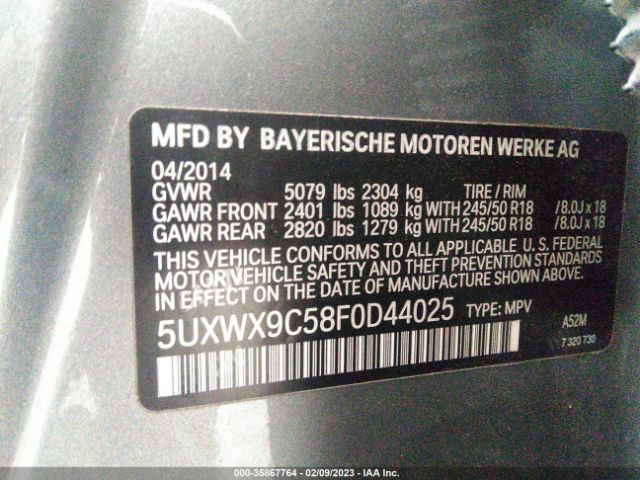 MFD BY BAYERISCHE MOTOREN WERKE AG
04/2014
GVWR 5079 lbs 2304 kg TIRE / RIM
GAWR FRONT 2401 lbs 1089 kg WITH 245/50 R18 / 8.0J x 18
GAWR REAR 2820 lbs 1279 kg WITH 245/50 R18 / 8.0J x 18
THIS VEHICLE CONFORMS TO ALL APPLICABLE U. S. FEDERAL
MOTOR VEHICLE SAFETY AND THEFT PREVENTION STANDARDS
IN EFFECT ON THE DATE OF MANUFACTURE SHOWN ABOVE.
5UXWX9C58F0D44025 TYPE: MPV A52M
7 320 730
000-35867764 - 02/09/2023 - IAA Inc.